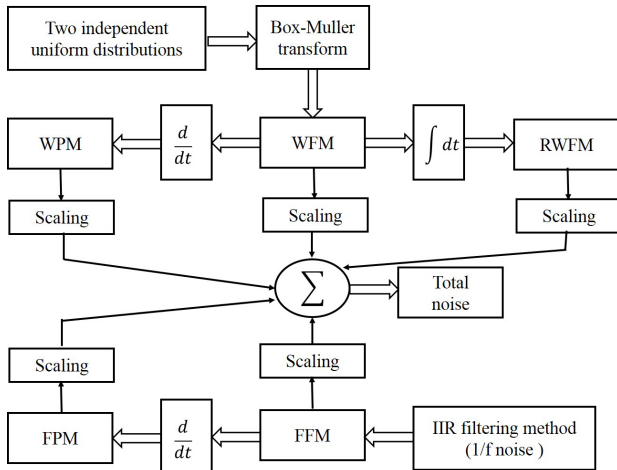 Two independent
uniform distributions
Box-Muller
transform
WPM
d
dt
WFM
∫ dt
RWFM
Scaling
Scaling
Scaling
∑
Total
noise
Scaling
Scaling
FPM
d
dt
FFM
IIR filtering method
(1/f noise )